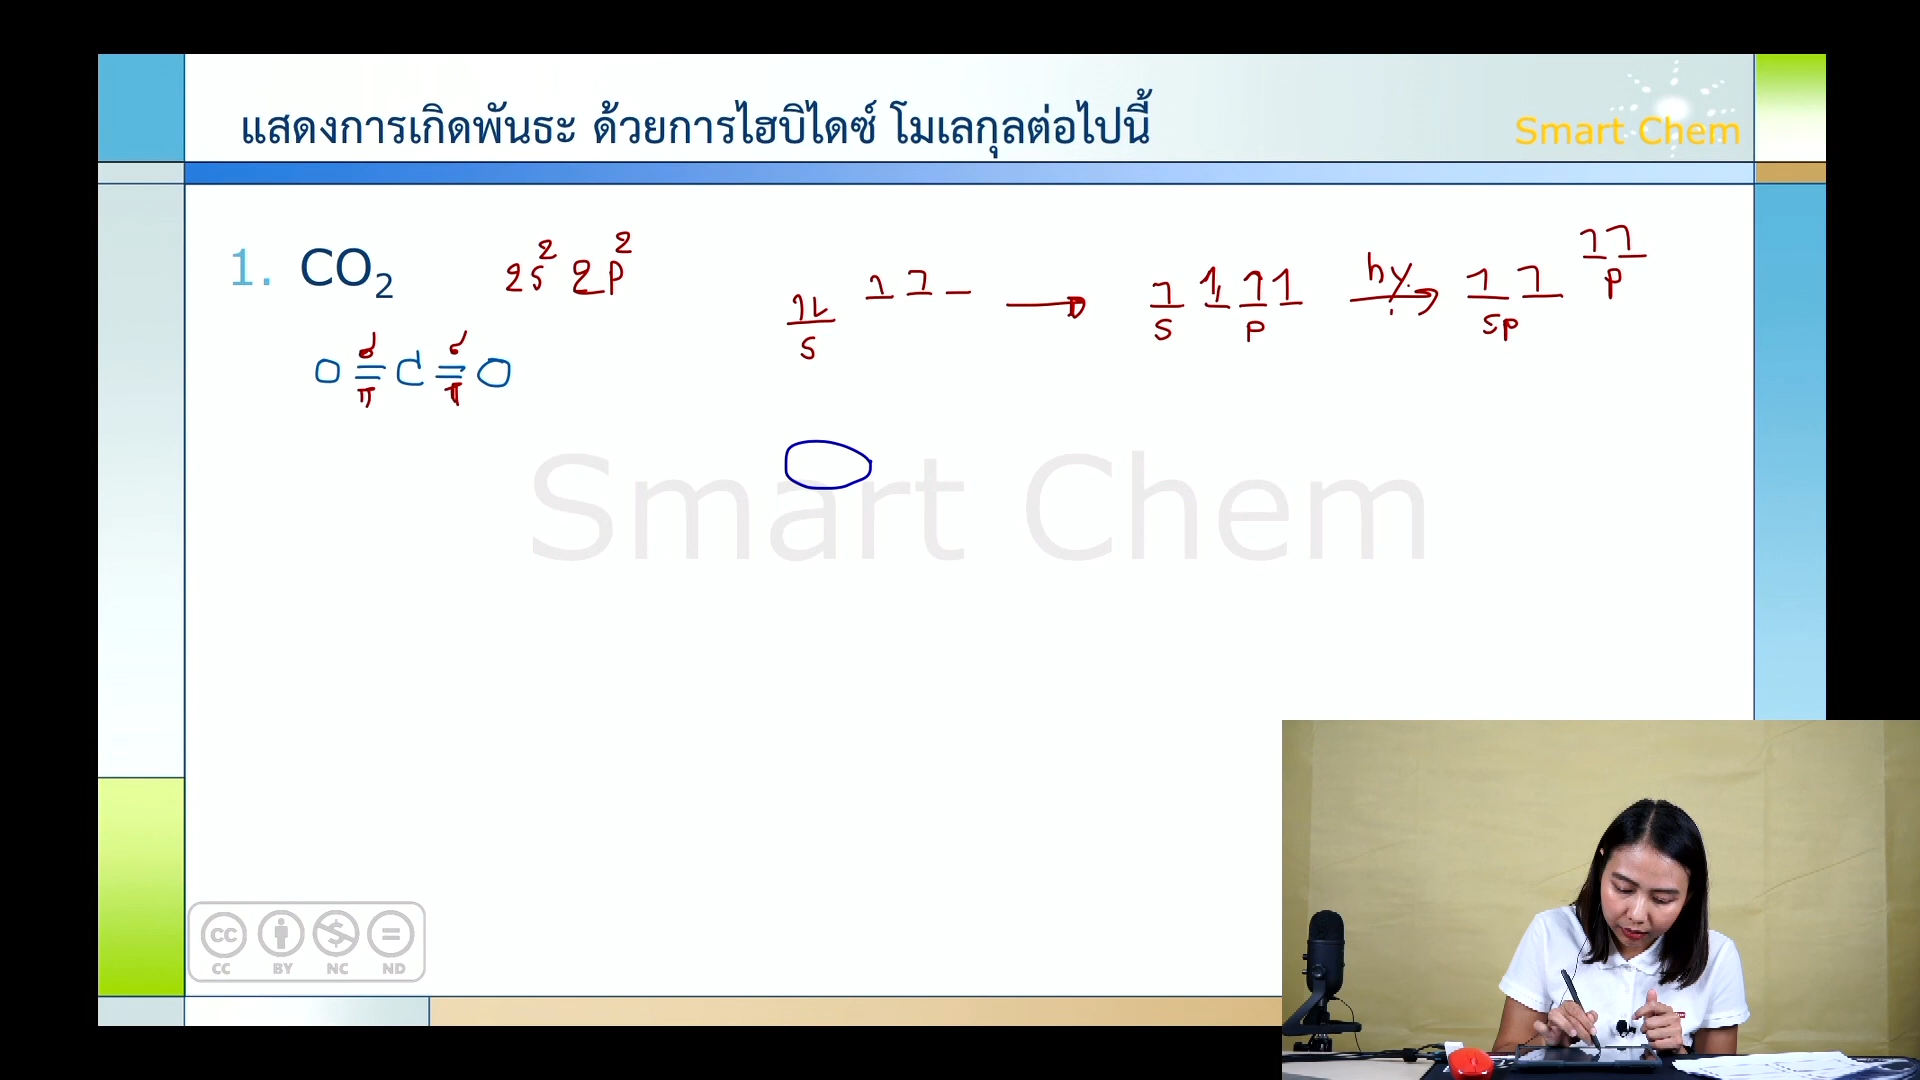 แสดงการเกิดพันธะ ด้วยการไฮบิไดซ์ โมเลกุลต่อไปนี้
Smart Chem
1. CO₂
2s² 2p²
s
s p
hy.
sp
p
σ σ
O = C = O
π π
Smart Chem
CC BY NC ND